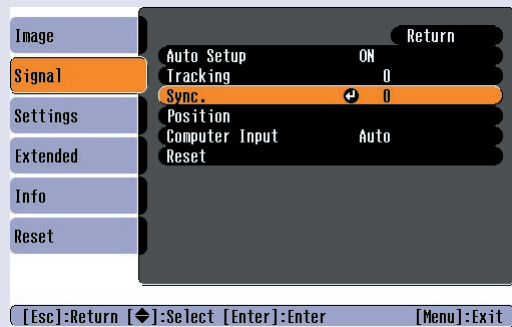 Image
Signal
Settings
Extended
Info
Reset
Return
Auto Setup ON
Tracking 0
Sync. 0
Position
Computer Input Auto
Reset
[Esc]:Return [◆]:Select [Enter]:Enter [Menu]:Exit